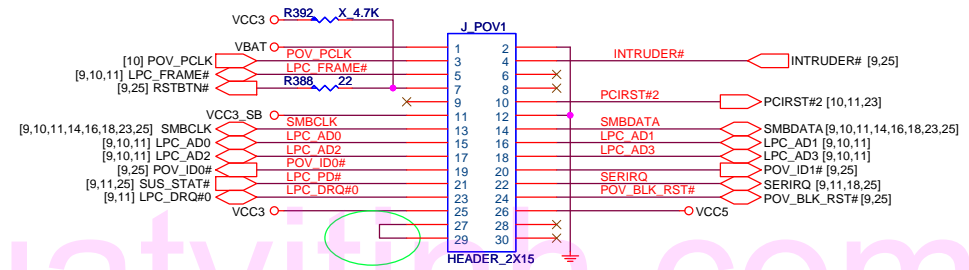 R392 X_4.7K
VCC3
J_POV1
VBAT 1 2
[10] POV_PCLK POV_PCLK 3 4 INTRUDER# INTRUDER# [9,25]
[9,10,11] LPC_FRAME# LPC_FRAME# 5 6
[9,25] RSTBTN# R388 22 7 8
9 10 PCIRST#2 PCIRST#2 [10,11,23]
VCC3_SB 11 12
[9,10,11,14,16,18,23,25] SMBCLK SMBCLK 13 14 SMBDATA SMBDATA[9,10,11,14,16,18,23,25]
[9,10,11] LPC_AD0 LPC_AD0 15 16 LPC_AD1 LPC_AD1 [9,10,11]
[9,10,11] LPC_AD2 LPC_AD2 17 18 LPC_AD3 LPC_AD3 [9,10,11]
[9,25] POV_ID0# POV_ID0# 19 20 POV_ID1# [9,25]
[9,11,25] SUS_STAT# LPC_PD# 21 22 SERIRQ SERIRQ [9,11,18,25]
[9,11] LPC_DRQ#0 LPC_DRQ#0 23 24 POV_BLK_RST# POV_BLK_RST# [9,25]
VCC3 25 26 VCC5
27 28
29 30
HEADER_2X15